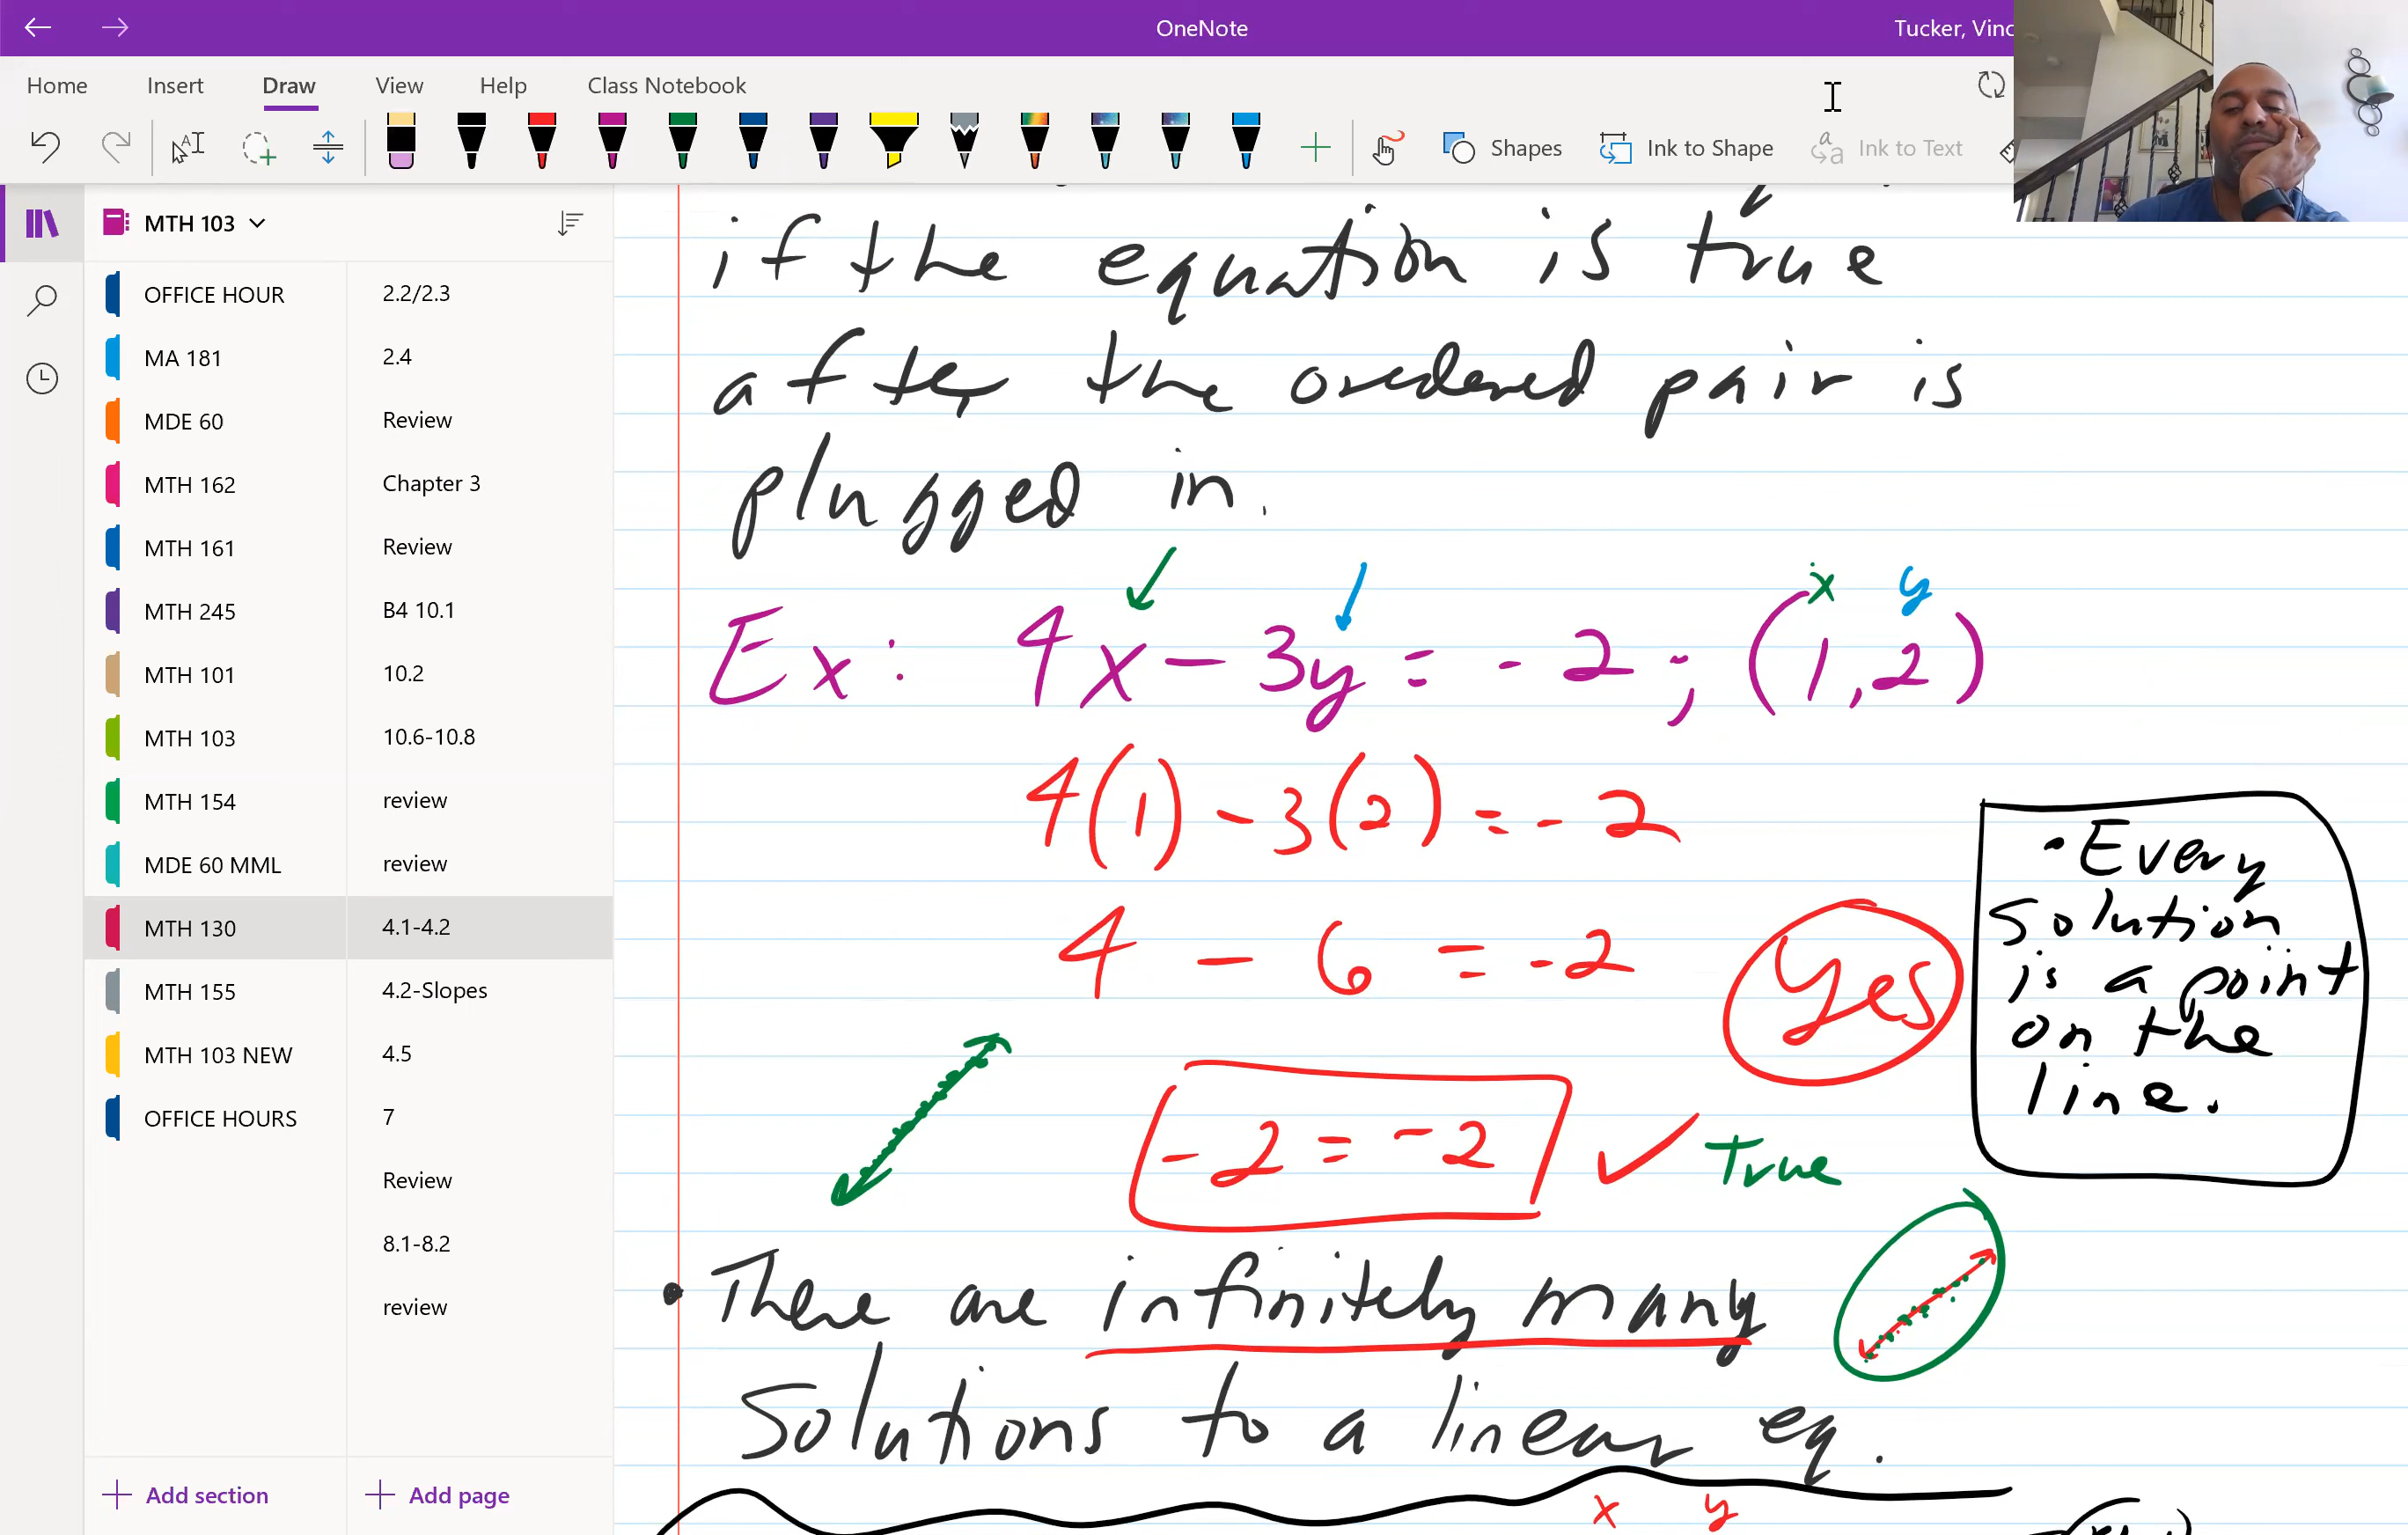 OneNote
Tucker, Vinc
Home Insert Draw View Help Class Notebook
Shapes Ink to Shape Ink to Text
MTH 103
OFFICE HOUR
MA 181
MDE 60
MTH 162
MTH 161
MTH 245
MTH 101
MTH 103
MTH 154
MDE 60 MML
MTH 130
MTH 155
MTH 103 NEW
OFFICE HOURS
Add section
2.2/2.3
2.4
Review
Chapter 3
Review
B4 10.1
10.2
10.6-10.8
review
review
4.1-4.2
4.2-Slopes
4.5
7
Review
8.1-8.2
review
Add page
if the equation is true
after the ordered pair is
plugged in.
x y
Ex: 4x - 3y = -2 ; (1,2)
4(1) - 3(2) = -2
4 - 6 = -2
Yes
-2 = -2 ✓ True
• Every
solution
is a point
on the
line.
• There are infinitely many
solutions to a linear eq.
x y